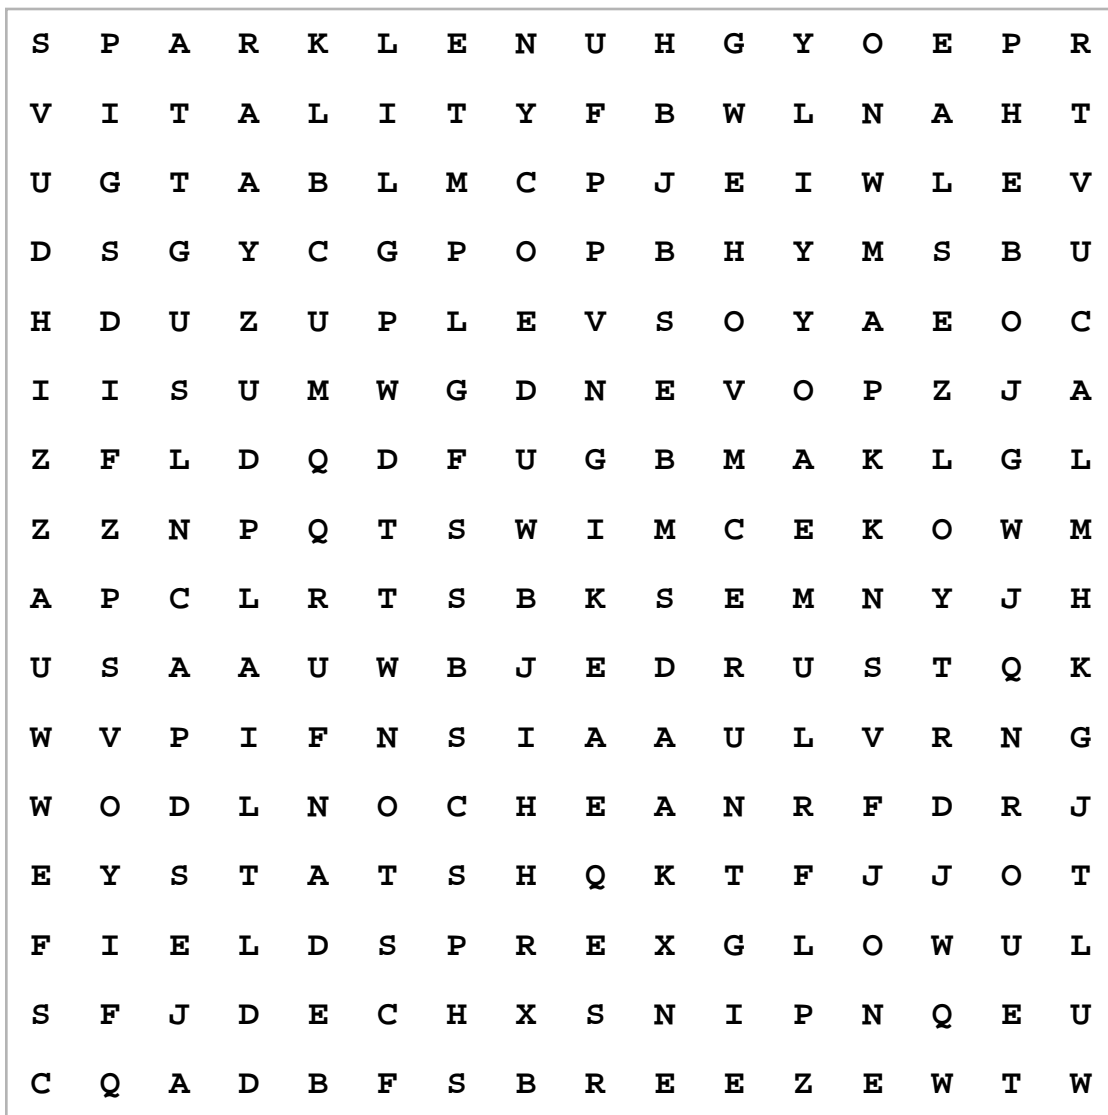 S P A R K L E N U H G Y O E P R
V I T A L I T Y F B W L N A H T
U G T A B L M C P J E I W L E V
D S G Y C G P O P B H Y M S B U
H D U Z U P L E V S O Y A E O C
I I S U M W G D N E V O P Z J A
Z F L D Q D F U G B M A K L G L
Z Z N P Q T S W I M C E K O W M
A P C L R T S B K S E M N Y J H
U S A A U W B J E D R U S T Q K
W V P I F N S I A A U L V R N G
W O D L N O C H E A N R F D R J
E Y S T A T S H Q K T F J J O T
F I E L D S P R E X G L O W U L
S F J D E C H X S N I P N Q E U
C Q A D B F S B R E E Z E W T W